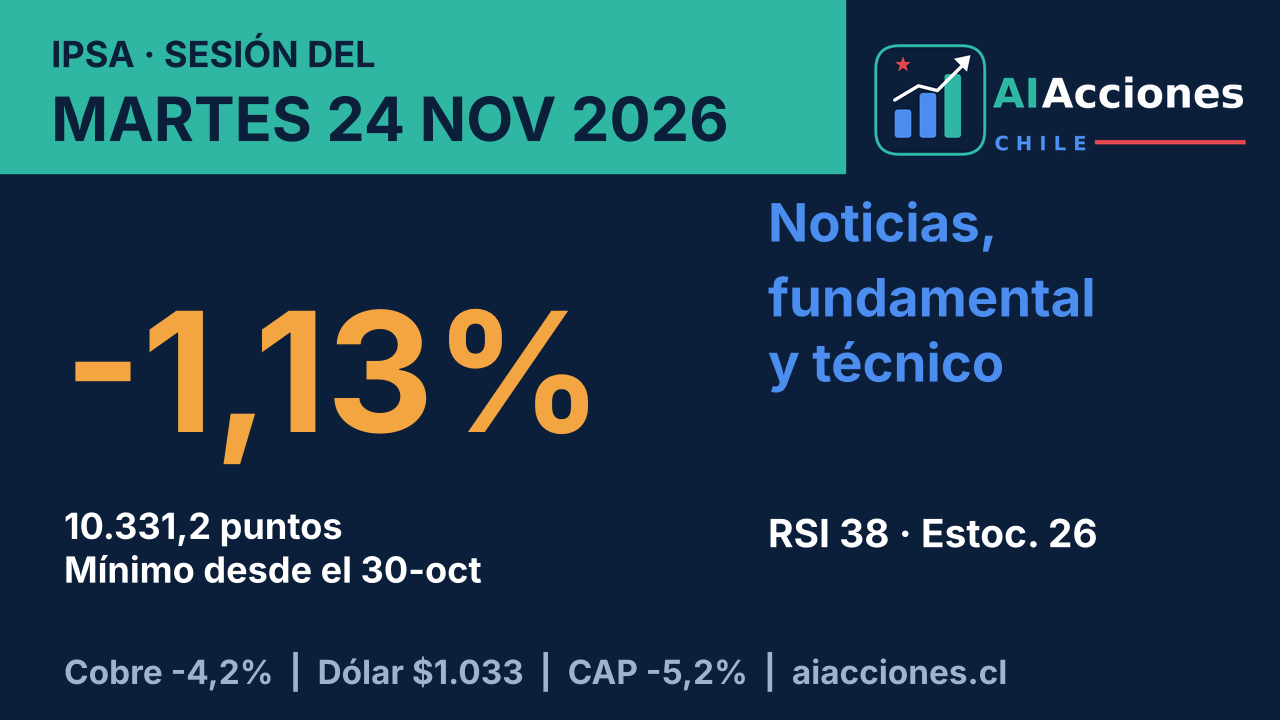 IPSA · SESIÓN DEL
MARTES 24 NOV 2026
AIAcciones
CHILE
Noticias,
fundamental
y técnico
-1,13%
10.331,2 puntos
Mínimo desde el 30-oct
RSI 38 · Estoc. 26
Cobre -4,2% | Dólar $1.033 | CAP -5,2% | aiacciones.cl